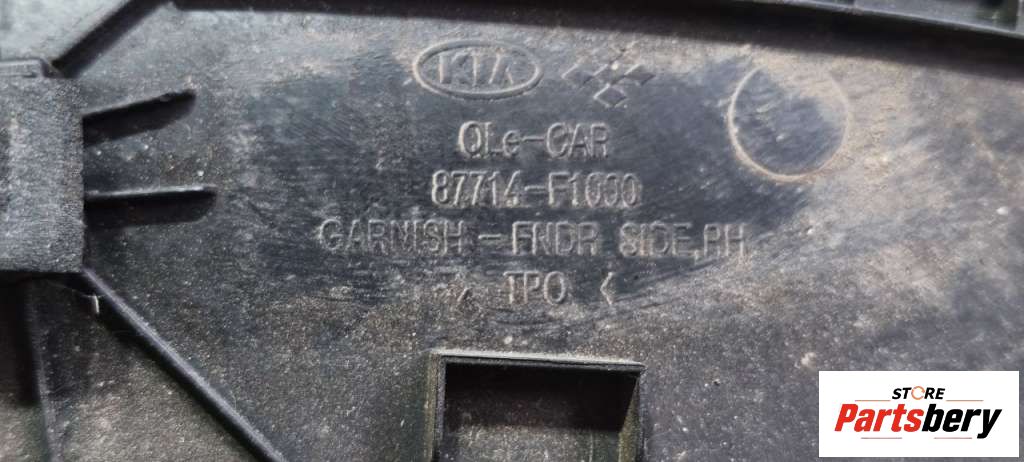 KIA
QLe-CAR
87714-F1000
GARNISH - FNDR SIDE,RH
> TPO <
STORE
Partsbery